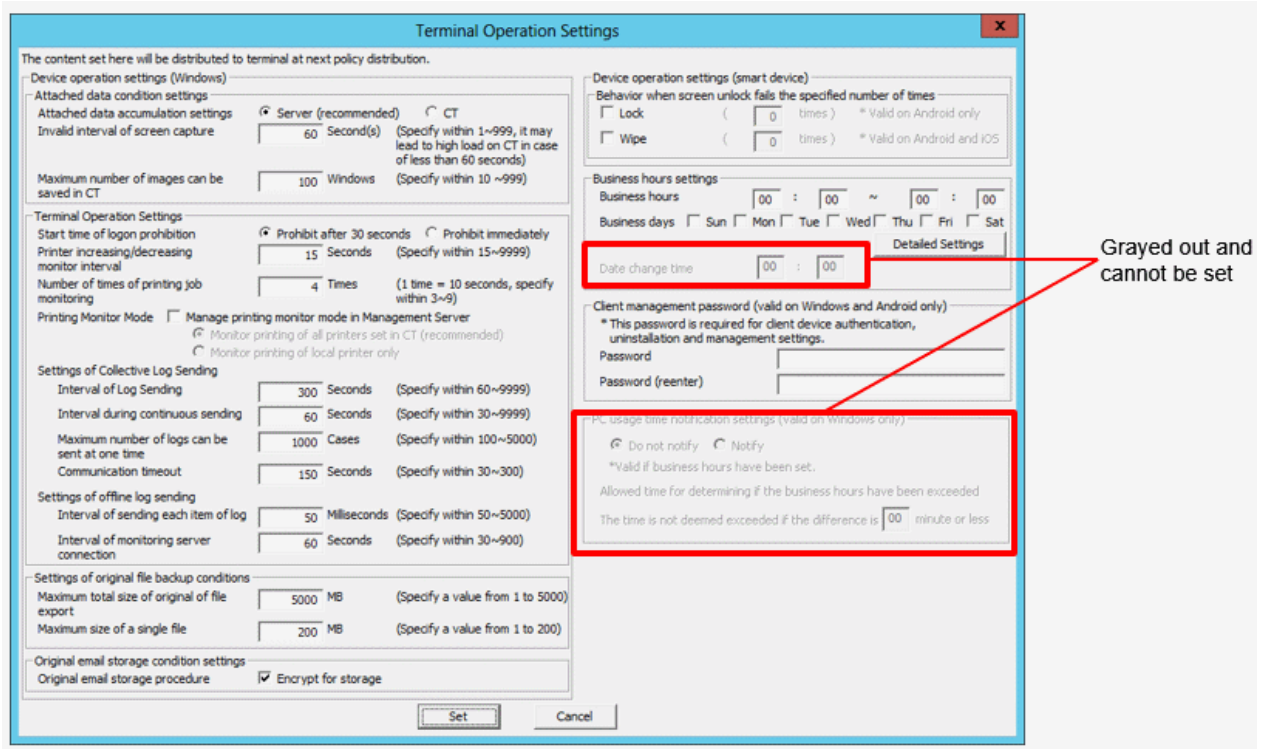 Terminal Operation Settings
x
The content set here will be distributed to terminal at next policy distribution.
Device operation settings (Windows)
Attached data condition settings
Attached data accumulation settings Server (recommended) CT
Invalid interval of screen capture 60 Second(s) (Specify within 1~999, it may
lead to high load on CT in case
of less than 60 seconds)
Maximum number of images can be 100 Windows (Specify within 10 ~999)
saved in CT
Terminal Operation Settings
Start time of logon prohibition Prohibit after 30 seconds Prohibit immediately
Printer increasing/decreasing 15 Seconds (Specify within 15~9999)
monitor interval
Number of times of printing job 4 Times (1 time = 10 seconds, specify
monitoring within 3~9)
Printing Monitor Mode Manage printing monitor mode in Management Server
Monitor printing of all printers set in CT (recommended)
Monitor printing of local printer only
Settings of Collective Log Sending
Interval of Log Sending 300 Seconds (Specify within 60~9999)
Interval during continuous sending 60 Seconds (Specify within 30~9999)
Maximum number of logs can be 1000 Cases (Specify within 100~5000)
sent at one time
Communication timeout 150 Seconds (Specify within 30~300)
Settings of offline log sending
Interval of sending each item of log 50 Milliseconds (Specify within 50~5000)
Interval of monitoring server 60 Seconds (Specify within 30~900)
connection
Settings of original file backup conditions
Maximum total size of original of file 5000 MB (Specify a value from 1 to 5000)
export
Maximum size of a single file 200 MB (Specify a value from 1 to 200)
Original email storage condition settings
Original email storage procedure Encrypt for storage
Device operation settings (smart device)
Behavior when screen unlock fails the specified number of times
Lock ( 0 times ) * Valid on Android only
Wipe ( 0 times ) * Valid on Android and iOS
Business hours settings
Business hours 00 : 00 ~ 00 : 00
Business days Sun Mon Tue Wed Thu Fri Sat
Detailed Settings
Date change time 00 : 00
Client management password (valid on Windows and Android only)
* This password is required for client device authentication,
uninstallation and management settings.
Password
Password (reenter)
PC usage time notification settings (valid on Windows only)
Do not notify Notify
*Valid if business hours have been set.
Allowed time for determining if the business hours have been exceeded
The time is not deemed exceeded if the difference is 00 minute or less
Set Cancel
Grayed out and
cannot be set